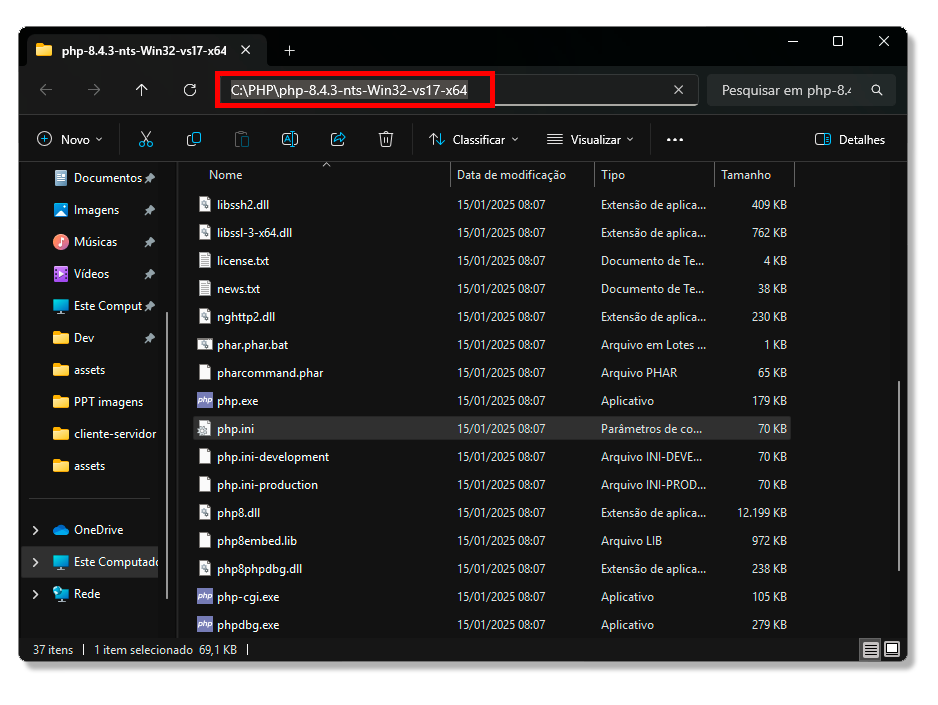 php-8.4.3-nts-Win32-vs17-x64
C:\PHP\php-8.4.3-nts-Win32-vs17-x64
Pesquisar em php-8.4
Novo
Classificar
Visualizar
Detalhes
Documentos
Imagens
Músicas
Vídeos
Este Comput
Dev
assets
PPT imagens
cliente-servidor
assets
OneDrive
Este Computado
Rede
Nome Data de modificação Tipo Tamanho
libssh2.dll 15/01/2025 08:07 Extensão de aplica... 409 KB
libssl-3-x64.dll 15/01/2025 08:07 Extensão de aplica... 762 KB
license.txt 15/01/2025 08:07 Documento de Te... 4 KB
news.txt 15/01/2025 08:07 Documento de Te... 38 KB
nghttp2.dll 15/01/2025 08:07 Extensão de aplica... 230 KB
phar.phar.bat 15/01/2025 08:07 Arquivo em Lotes ... 1 KB
pharcommand.phar 15/01/2025 08:07 Arquivo PHAR 65 KB
php php.exe 15/01/2025 08:07 Aplicativo 179 KB
php.ini 15/01/2025 08:07 Parâmetros de co... 70 KB
php.ini-development 15/01/2025 08:07 Arquivo INI-DEVE... 70 KB
php.ini-production 15/01/2025 08:07 Arquivo INI-PROD... 70 KB
php8.dll 15/01/2025 08:07 Extensão de aplica... 12.199 KB
php8embed.lib 15/01/2025 08:07 Arquivo LIB 972 KB
php8phpdbg.dll 15/01/2025 08:07 Extensão de aplica... 238 KB
php php-cgi.exe 15/01/2025 08:07 Aplicativo 105 KB
php phpdbg.exe 15/01/2025 08:07 Aplicativo 279 KB
37 itens | 1 item selecionado 69,1 KB |